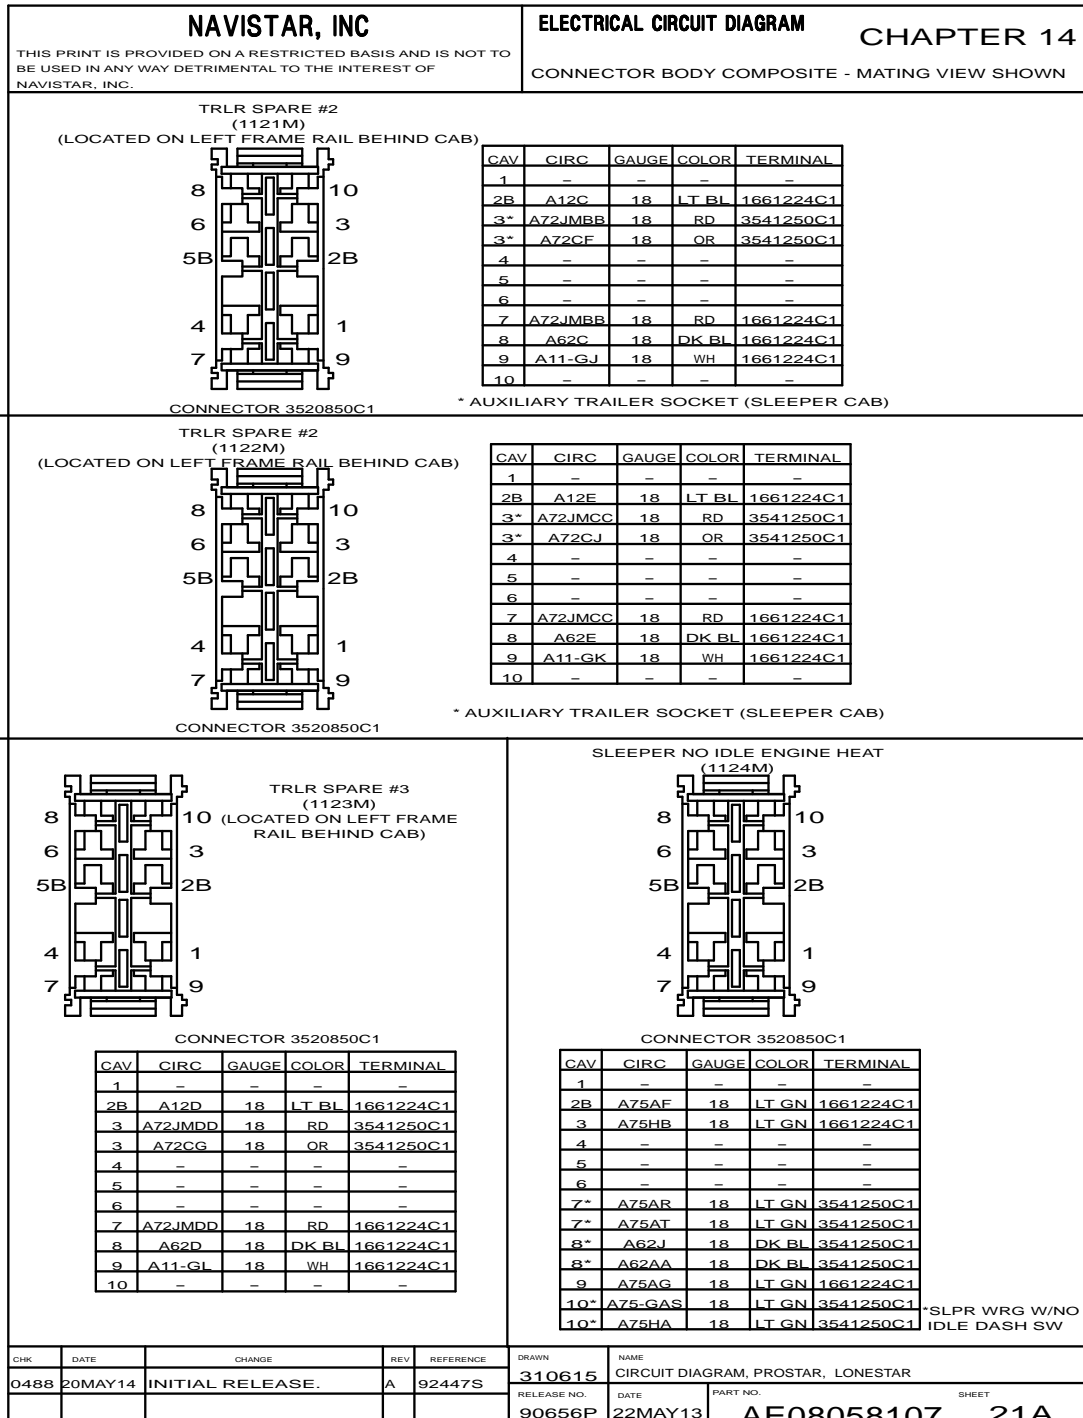 NAVISTAR, INC
THIS PRINT IS PROVIDED ON A RESTRICTED BASIS AND IS NOT TO
BE USED IN ANY WAY DETRIMENTAL TO THE INTEREST OF
NAVISTAR, INC.
ELECTRICAL CIRCUIT DIAGRAM
CHAPTER 14
CONNECTOR BODY COMPOSITE - MATING VIEW SHOWN
TRLR SPARE #2
(1121M)
(LOCATED ON LEFT FRAME RAIL BEHIND CAB)
8 10
6 3
5B 2B
4 1
7 9
CONNECTOR 3520850C1
CAV CIRC GAUGE COLOR TERMINAL
1 – – – –
2B A12C 18 LT BL 1661224C1
3* A72JMBB 18 RD 3541250C1
3* A72CF 18 OR 3541250C1
4 – – – –
5 – – – –
6 – – – –
7 A72JMBB 18 RD 1661224C1
8 A62C 18 DK BL 1661224C1
9 A11-GJ 18 WH 1661224C1
10 – – – –
* AUXILIARY TRAILER SOCKET (SLEEPER CAB)
TRLR SPARE #2
(1122M)
(LOCATED ON LEFT FRAME RAIL BEHIND CAB)
8 10
6 3
5B 2B
4 1
7 9
CONNECTOR 3520850C1
CAV CIRC GAUGE COLOR TERMINAL
1 – – – –
2B A12E 18 LT BL 1661224C1
3* A72JMCC 18 RD 3541250C1
3* A72CJ 18 OR 3541250C1
4 – – – –
5 – – – –
6 – – – –
7 A72JMCC 18 RD 1661224C1
8 A62E 18 DK BL 1661224C1
9 A11-GK 18 WH 1661224C1
10 – – – –
* AUXILIARY TRAILER SOCKET (SLEEPER CAB)
TRLR SPARE #3
(1123M)
(LOCATED ON LEFT FRAME
RAIL BEHIND CAB)
8 10
6 3
5B 2B
4 1
7 9
CONNECTOR 3520850C1
CAV CIRC GAUGE COLOR TERMINAL
1 – – – –
2B A12D 18 LT BL 1661224C1
3 A72JMDD 18 RD 3541250C1
3 A72CG 18 OR 3541250C1
4 – – – –
5 – – – –
6 – – – –
7 A72JMDD 18 RD 1661224C1
8 A62D 18 DK BL 1661224C1
9 A11-GL 18 WH 1661224C1
10 – – – –
SLEEPER NO IDLE ENGINE HEAT
(1124M)
8 10
6 3
5B 2B
4 1
7 9
CONNECTOR 3520850C1
CAV CIRC GAUGE COLOR TERMINAL
1 – – – –
2B A75AF 18 LT GN 1661224C1
3 A75HB 18 LT GN 1661224C1
4 – – – –
5 – – – –
6 – – – –
7* A75AR 18 LT GN 3541250C1
7* A75AT 18 LT GN 3541250C1
8* A62J 18 DK BL 3541250C1
8* A62AA 18 DK BL 3541250C1
9 A75AG 18 LT GN 1661224C1
10* A75-GAS 18 LT GN 3541250C1
10* A75HA 18 LT GN 3541250C1
*SLPR WRG W/NO
IDLE DASH SW
CHK DATE CHANGE REV REFERENCE
0488 20MAY14 INITIAL RELEASE. A 92447S
DRAWN
310615
NAME
CIRCUIT DIAGRAM, PROSTAR, LONESTAR
RELEASE NO.
90656P
DATE
22MAY13
PART NO.
AF08058107
SHEET
21A